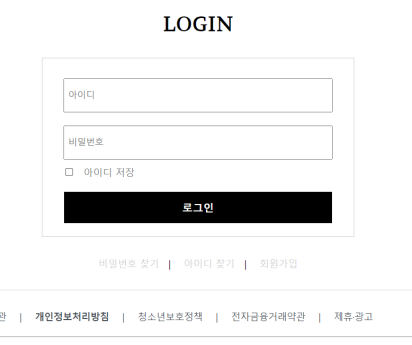 LOGIN
아이디
비밀번호
아이디 저장
로그인
비밀번호 찾기 | 아이디 찾기 | 회원가입
관 | 개인정보처리방침 | 청소년보호정책 | 전자금융거래약관 | 제휴·광고